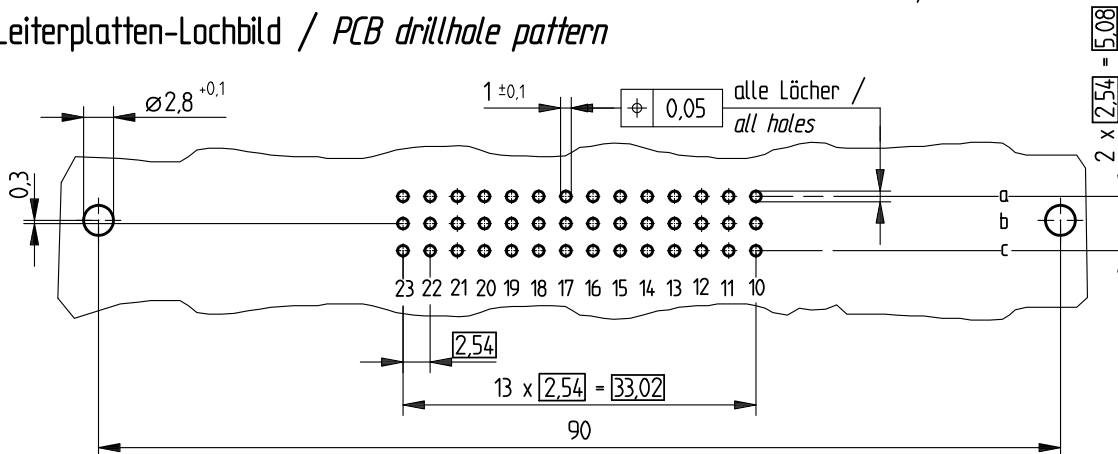 Leiterplatten-Lochbild / PCB drillhole pattern
⌀2,8 +0,1
1 ±0,1
⌖ 0,05
alle Löcher /
all holes
2 x 2,54 = 5,08
0,3
a
b
c
23 22 21 20 19 18 17 16 15 14 13 12 11 10
2,54
13 x 2,54 = 33,02
90